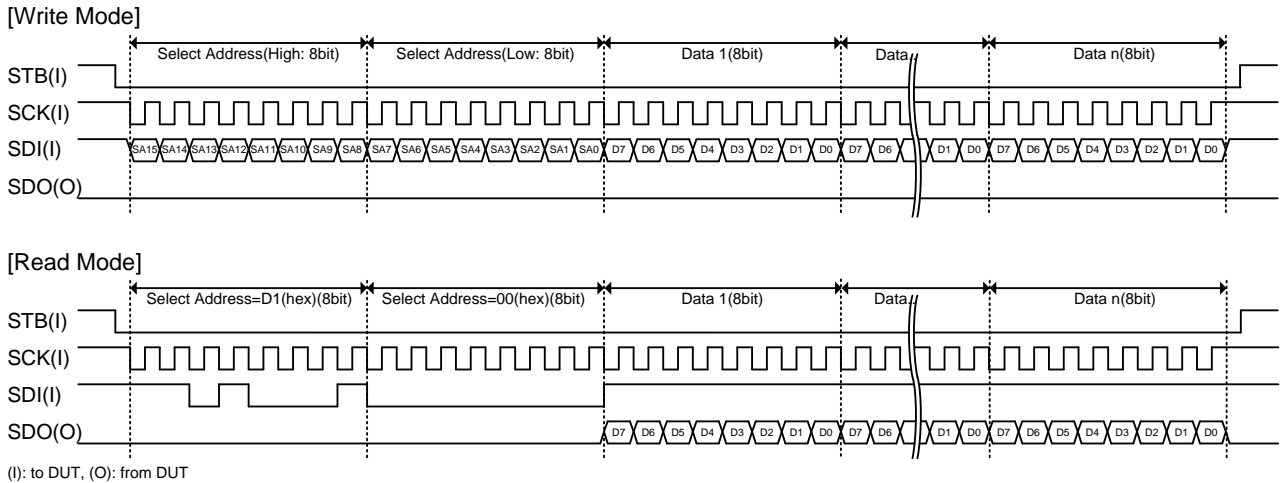 [Write Mode]
Select Address(High: 8bit) Select Address(Low: 8bit) Data 1(8bit) Data Data n(8bit)
STB(I)
SCK(I)
SDI(I) SA15 SA14 SA13 SA12 SA11 SA10 SA9 SA8 SA7 SA6 SA5 SA4 SA3 SA2 SA1 SA0 D7 D6 D5 D4 D3 D2 D1 D0 D7 D6 D1 D0 D7 D6 D5 D4 D3 D2 D1 D0
SDO(O)
[Read Mode]
Select Address=D1(hex)(8bit) Select Address=00(hex)(8bit) Data 1(8bit) Data Data n(8bit)
STB(I)
SCK(I)
SDI(I)
SDO(O) D7 D6 D5 D4 D3 D2 D1 D0 D7 D6 D1 D0 D7 D6 D5 D4 D3 D2 D1 D0
(I): to DUT, (O): from DUT